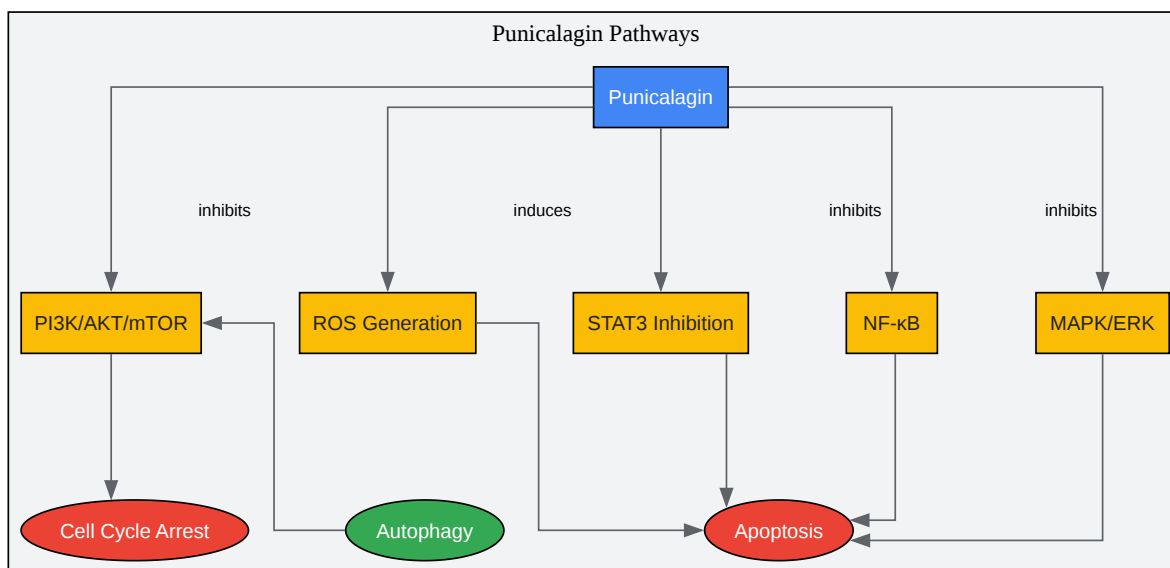 Punicalagin Pathways
Punicalagin
inhibits
induces
inhibits
inhibits
PI3K/AKT/mTOR
ROS Generation
STAT3 Inhibition
NF-κB
MAPK/ERK
Cell Cycle Arrest
Autophagy
Apoptosis